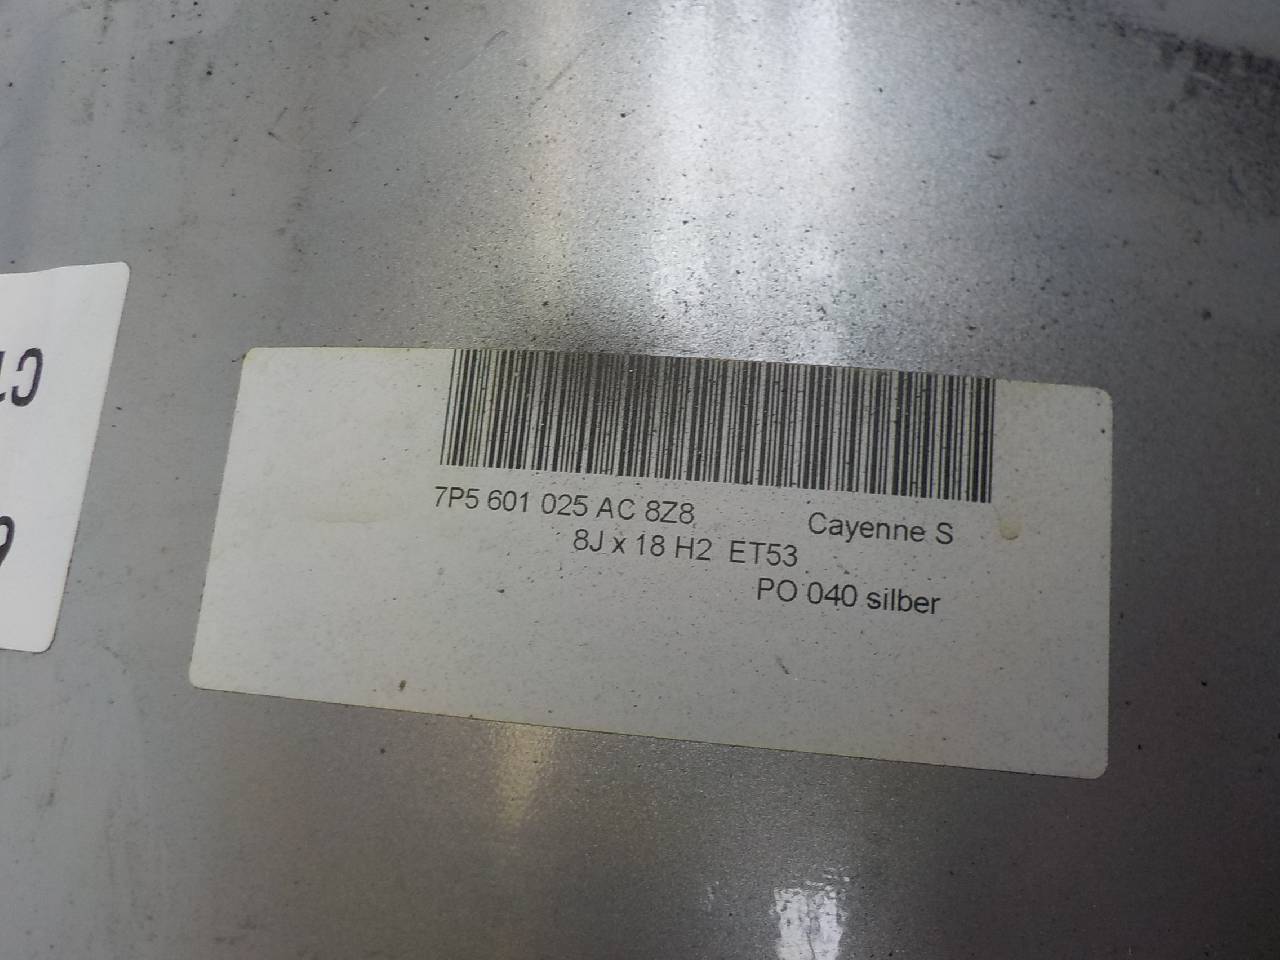 7P5 601 025 AC 8Z8 Cayenne S
8J x 18 H2 ET53
PO 040 silber